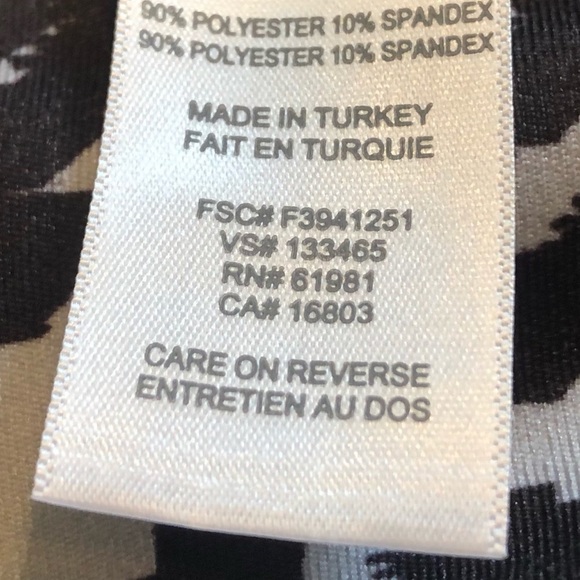 90% POLYESTER 10% SPANDEX
90% POLYESTER 10% SPANDEX
MADE IN TURKEY
FAIT EN TURQUIE
FSC# F3941251
VS# 133465
RN# 61981
CA# 16803
CARE ON REVERSE
ENTRETIEN AU DOS